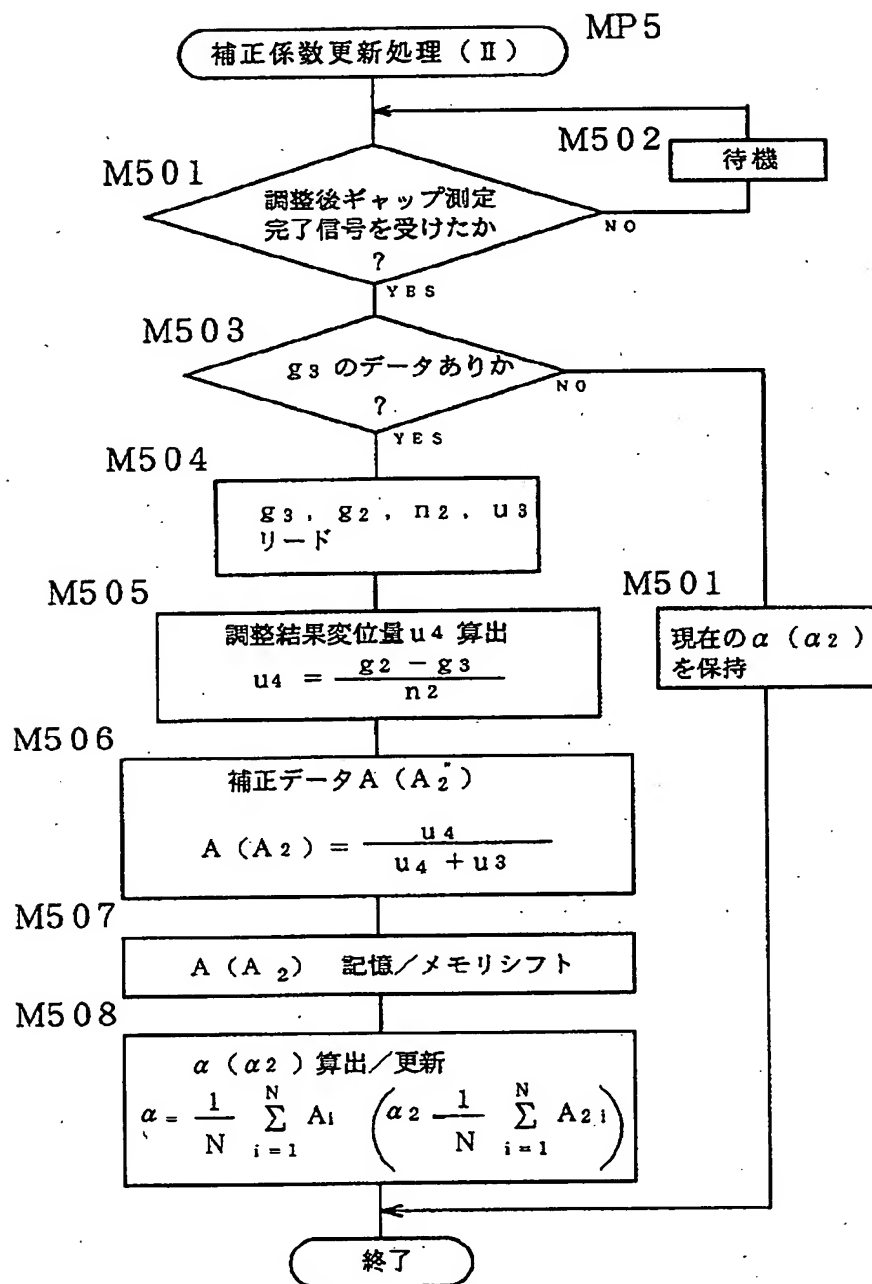 補正係数更新処理（Ⅱ）
MP5
M502
待機
M501
調整後ギャップ測定
完了信号を受けたか
?
NO
YES
M503
g3 のデータありか
?
NO
YES
M504
g3 , g2 , n2 , u3
リード
M501
現在のα（α2）
を保持
M505
調整結果変位量u4 算出
u4 = g2 − g3 / n2
M506
補正データA（A2）
A（A2）= u4 / u4 + u3
M507
A（A2） 記憶／メモリシフト
M508
α（α2）算出／更新
α = 1/N N Σ i=1 Ai (α2 = 1/N N Σ i=1 A2i)
終了